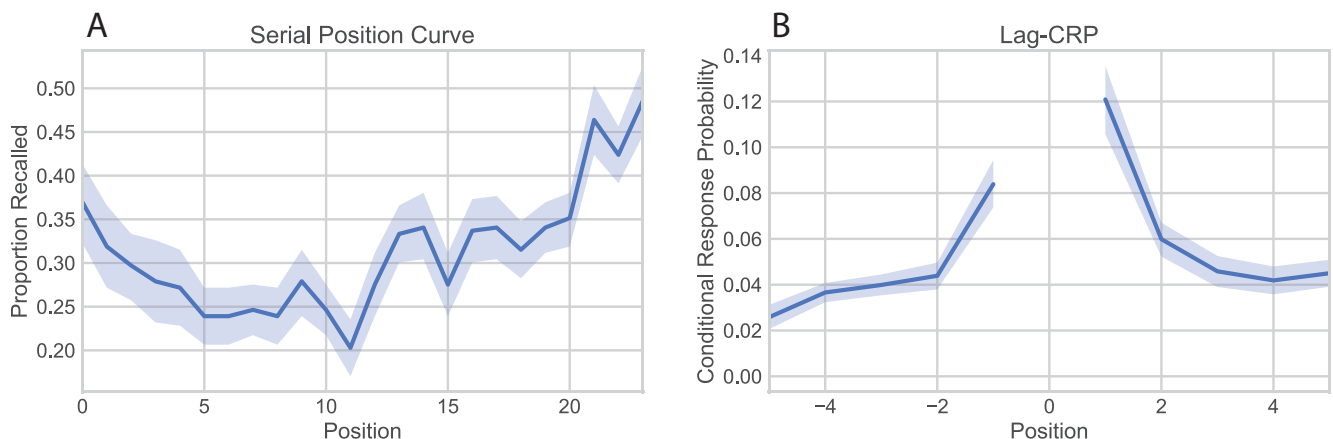 A
Serial Position Curve
Proportion Recalled
0.50
0.45
0.40
0.35
0.30
0.25
0.20
0 5 10 15 20
Position
B
Lag-CRP
Conditional Response Probability
0.14
0.12
0.10
0.08
0.06
0.04
0.02
0.00
−4 −2 0 2 4
Position